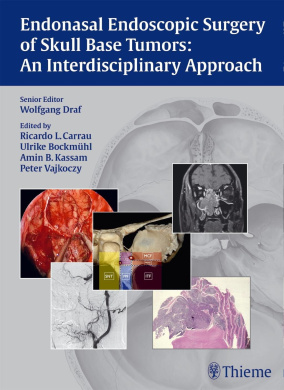 Endonasal Endoscopic Surgery
of Skull Base Tumors:
An Interdisciplinary Approach
Senior Editor
Wolfgang Draf
Edited by
Ricardo L. Carrau
Ulrike Bockmühl
Amin B. Kassam
Peter Vajkoczy
Thieme